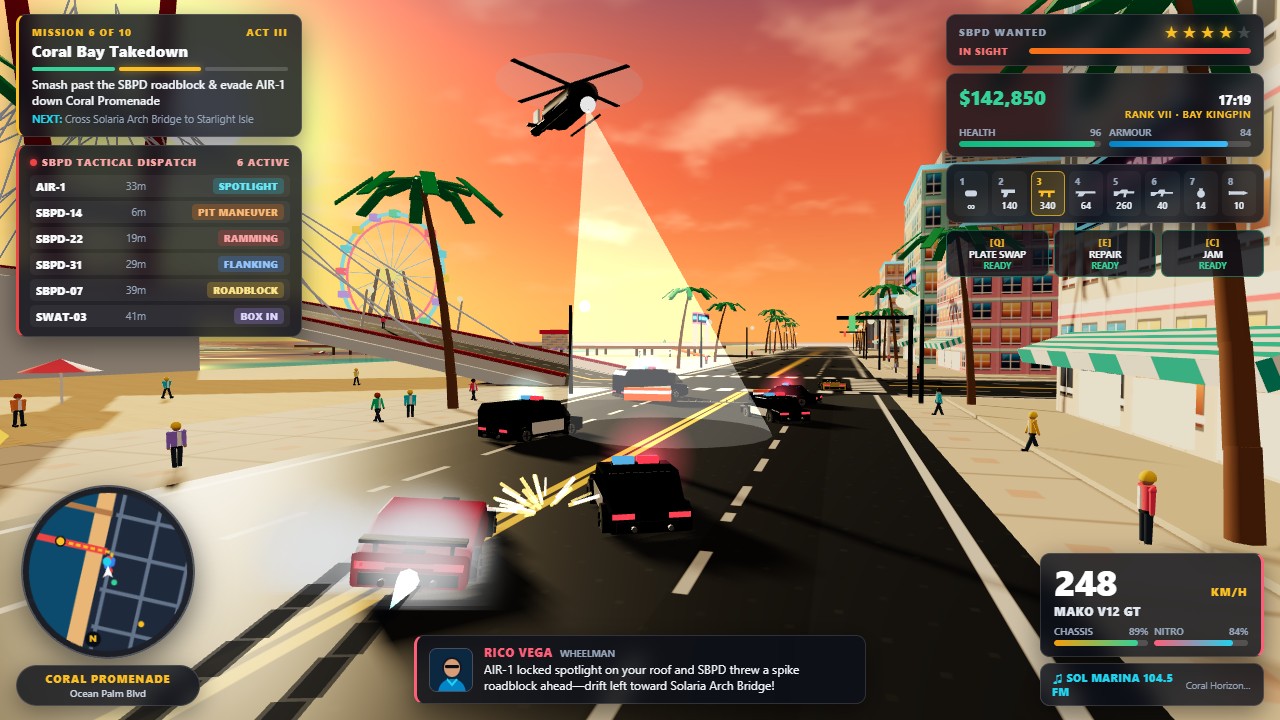 MISSION 6 OF 10 ACT III
Coral Bay Takedown
Smash past the SBPD roadblock & evade AIR-1
down Coral Promenade
NEXT: Cross Solaria Arch Bridge to Starlight Isle
SBPD TACTICAL DISPATCH 6 ACTIVE
AIR-1 33m SPOTLIGHT
SBPD-14 6m PIT MANEUVER
SBPD-22 19m RAMMING
SBPD-31 29m FLANKING
SBPD-07 39m ROADBLOCK
SWAT-03 41m BOX IN
SBPD WANTED ★★★★★
IN SIGHT
$142,850 17:19
RANK VII · BAY KINGPIN
HEALTH 96 ARMOUR 84
1 2 3 4 5 6 7 8
∞ 140 340 64 260 40 14 10
[Q] [E] [C]
PLATE SWAP REPAIR JAM
READY READY READY
N
CORAL PROMENADE
Ocean Palm Blvd
RICO VEGA WHEELMAN
AIR-1 locked spotlight on your roof and SBPD threw a spike
roadblock ahead—drift left toward Solaria Arch Bridge!
248 KM/H
MAKO V12 GT
CHASSIS 89% NITRO 84%
♫ SOL MARINA 104.5
FM
Coral Horizon...